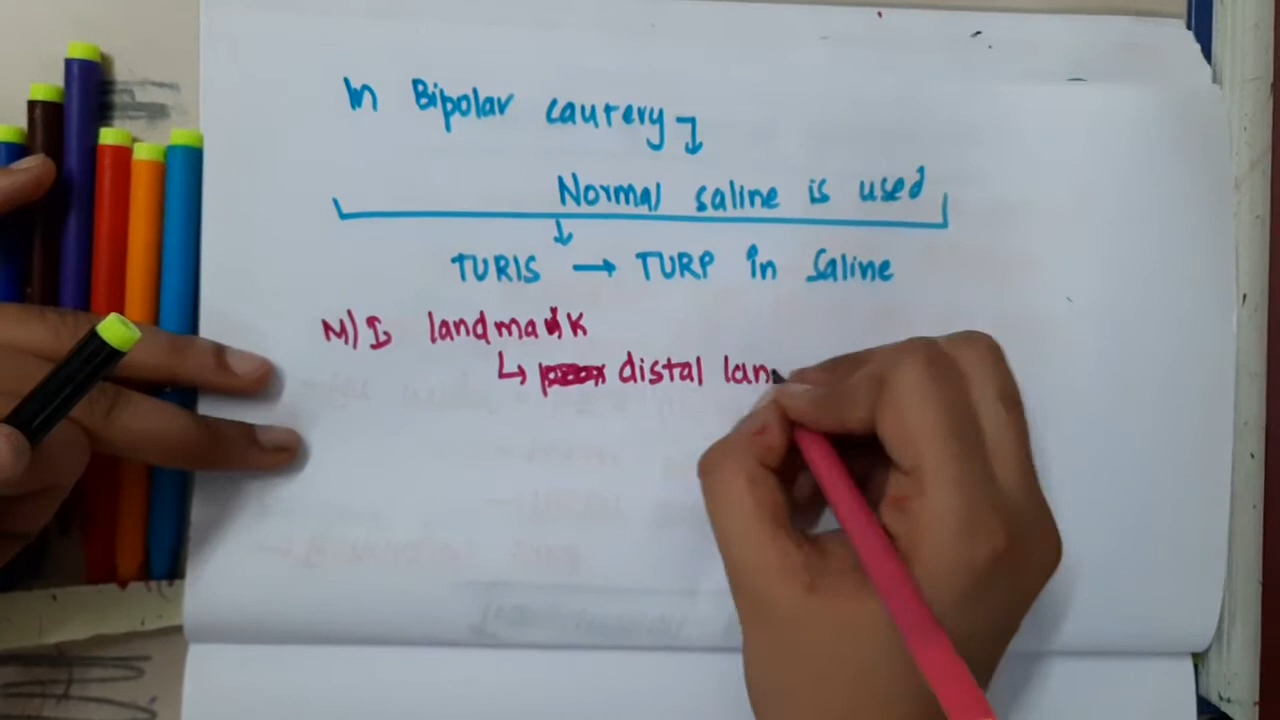 In Bipolar cautery
Normal saline is used
TURIS → TURP in saline
M/I landmark
↳ distal lan